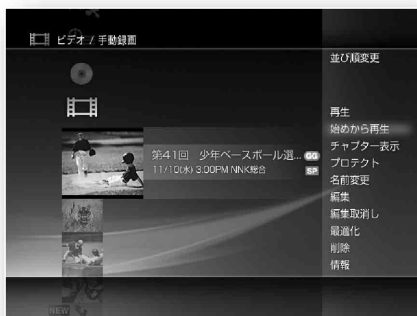 ビデオ / 手動録画
並び順変更
再生
始めから再生
チャプター表示
プロテクト
名前変更
編集
編集取消し
最適化
削除
情報
第41回 少年ベースボール選... GG
11/10(水) 3:00PM NNK総合 SP
NEW